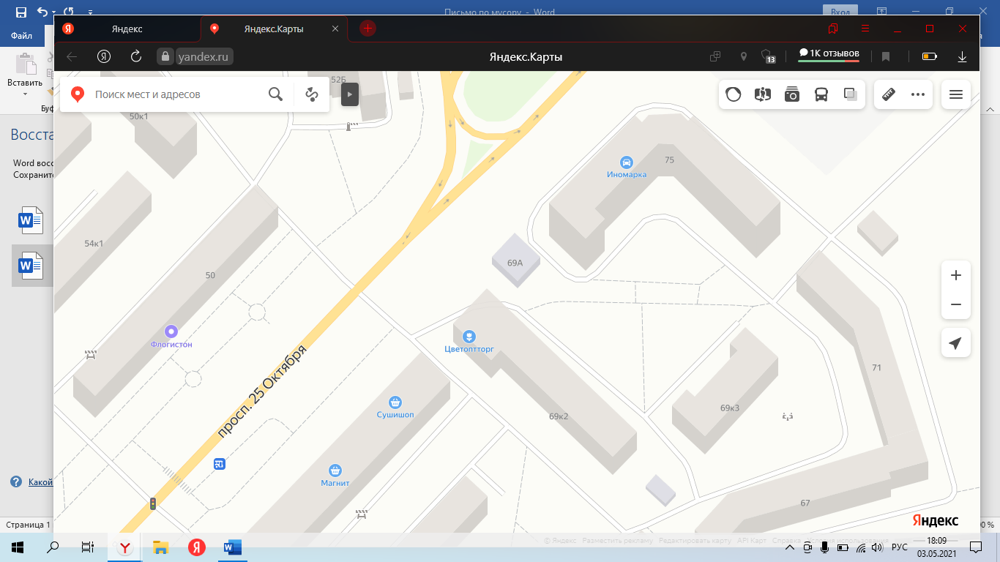 Письмо по мусору - Word
Вход
Файл
Яндекс
Яндекс.Карты
yandex.ru
Яндекс.Карты
13
1К отзывов
Вставить
Буф
Поиск мест и адресов
52Б
50к1
Восста
Word восс
Сохраните
75
Иномарка
54к1
69А
50
Флогистон
Цветоптторг
просп. 25 Октября
71
Сушишоп
69к2
69к3
Магнит
Какой
67
Яндекс
Страница 1
© Яндекс Разместить рекламу Редактировать карту API Карт Справка Условия использования
РУС
18:09
03.05.2021